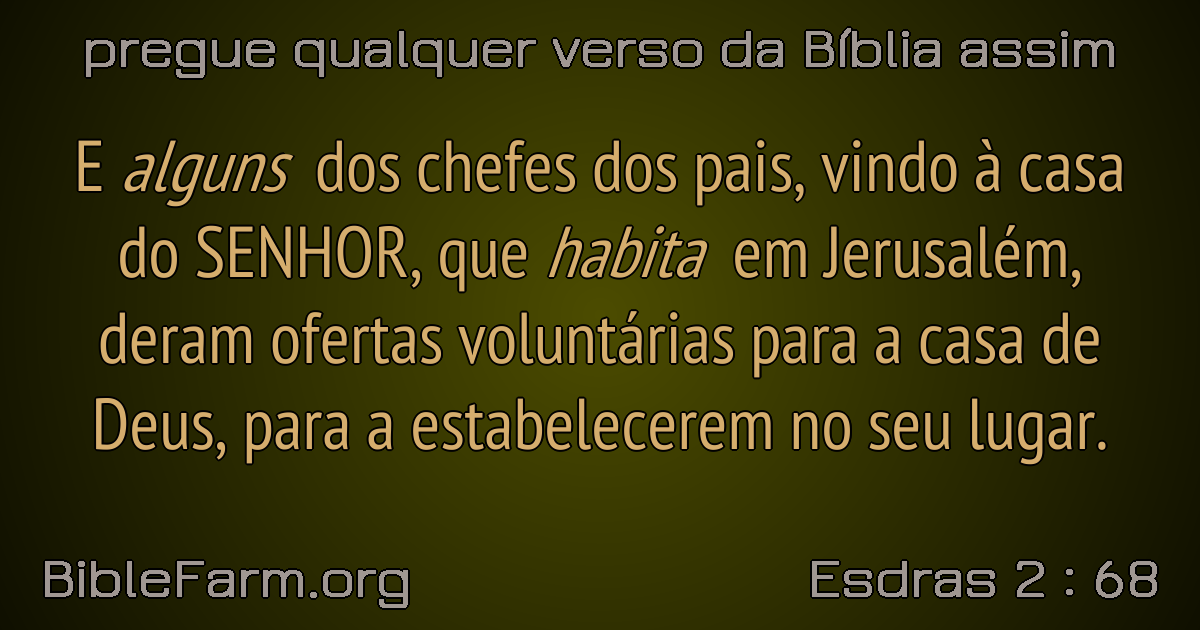 pregue qualquer verso da Bíblia assim
E alguns dos chefes dos pais, vindo à casa
do SENHOR, que habita em Jerusalém,
deram ofertas voluntárias para a casa de
Deus, para a estabelecerem no seu lugar.
BibleFarm.org
Esdras 2 : 68